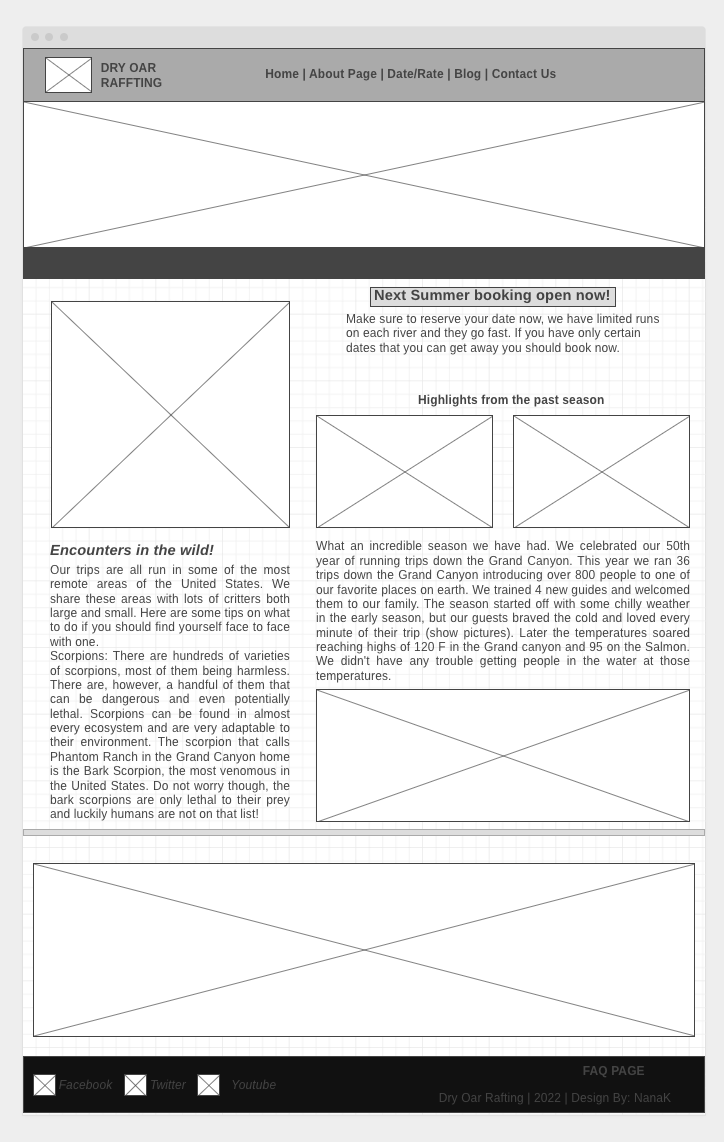 DRY OAR
RAFFTING
Home | About Page | Date/Rate | Blog | Contact Us
Next Summer booking open now!
Make sure to reserve your date now, we have limited runs
on each river and they go fast. If you have only certain
dates that you can get away you should book now.
Highlights from the past season
Encounters in the wild!
Our trips are all run in some of the most
remote areas of the United States. We
share these areas with lots of critters both
large and small. Here are some tips on what
to do if you should find yourself face to face
with one.
Scorpions: There are hundreds of varieties
of scorpions, most of them being harmless.
There are, however, a handful of them that
can be dangerous and even potentially
lethal. Scorpions can be found in almost
every ecosystem and are very adaptable to
their environment. The scorpion that calls
Phantom Ranch in the Grand Canyon home
is the Bark Scorpion, the most venomous in
the United States. Do not worry though, the
bark scorpions are only lethal to their prey
and luckily humans are not on that list!
What an incredible season we have had. We celebrated our 50th
year of running trips down the Grand Canyon. This year we ran 36
trips down the Grand Canyon introducing over 800 people to one of
our favorite places on earth. We trained 4 new guides and welcomed
them to our family. The season started off with some chilly weather
in the early season, but our guests braved the cold and loved every
minute of their trip (show pictures). Later the temperatures soared
reaching highs of 120 F in the Grand canyon and 95 on the Salmon.
We didn't have any trouble getting people in the water at those
temperatures.
Facebook
Twitter
Youtube
FAQ PAGE
Dry Oar Rafting | 2022 | Design By: NanaK